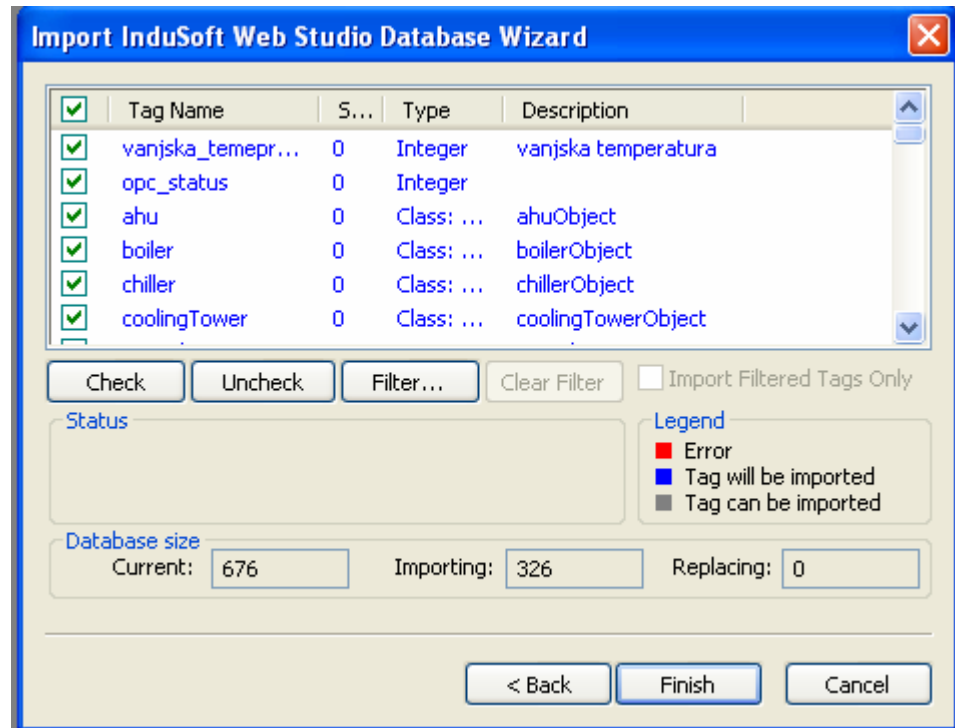 Import InduSoft Web Studio Database Wizard
Tag Name S... Type Description
vanjska_temepr... 0 Integer vanjska temperatura
opc_status 0 Integer
ahu 0 Class: ... ahuObject
boiler 0 Class: ... boilerObject
chiller 0 Class: ... chillerObject
coolingTower 0 Class: ... coolingTowerObject
Check Uncheck Filter... Clear Filter Import Filtered Tags Only
Status Legend
Error
Tag will be imported
Tag can be imported
Database size
Current: 676 Importing: 326 Replacing: 0
< Back Finish Cancel